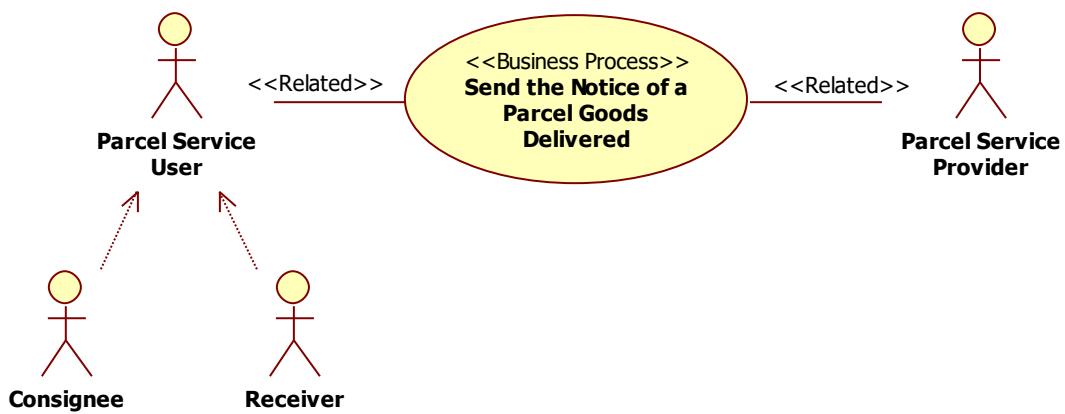 <<Related>>
<<Business Process>>
Send the Notice of a
Parcel Goods
Delivered
<<Related>>
Parcel Service
User
Parcel Service
Provider
Consignee
Receiver